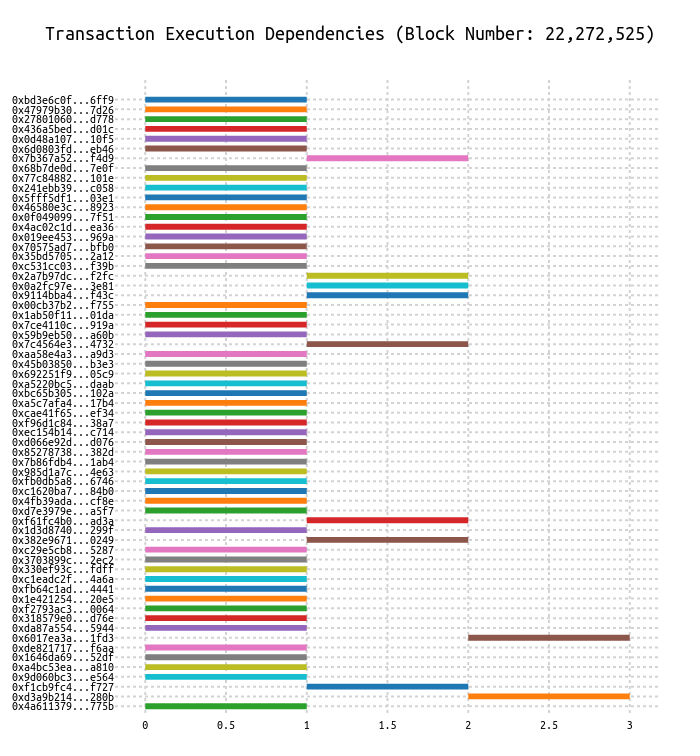 Transaction Execution Dependencies (Block Number: 22,272,525)
0xbd3e6c0f...6ff9
0x47979b30...7d26
0x27801060...d778
0x436a5bed...d01c
0x0d48a107...10f5
0x6d0803fd...eb46
0x7b367a52...f4d9
0x68b7de0d...7e0f
0x77c84882...101e
0x241ebb39...c058
0x5fff5df1...03e1
0x46580e3c...8923
0x0f049099...7f51
0x4ac02c1d...ea36
0x019ee453...969a
0x70575ad7...bfb0
0x35bd5705...2a12
0xc531cc03...f39b
0x2a7b97dc...f2fc
0x0a2fc97e...3e81
0x9114bba4...f43c
0x00cb37b2...f755
0x1ab50f11...01da
0x7ce4110c...919a
0x59b9eb50...a60b
0x7c4564e3...4732
0xaa58e4a3...a9d3
0x45b03850...b3e3
0x692251f9...05c9
0xa5220bc5...daab
0xbc65b305...102a
0xa5c7afa4...17b4
0xcae41f65...ef34
0xf96d1c84...38a7
0xec154b14...c714
0xd066e92d...d076
0x85278738...382d
0x7b86fdb4...1ab4
0x985d1a7c...4e63
0xfb0db5a8...6746
0xc1620ba7...84b0
0x4fb39ada...cf8e
0xd7e3979e...a5f7
0xf61fc4b0...ad3a
0x1d3d8740...299f
0x382e9671...0249
0xc29e5cb8...5287
0x3703899c...2ec2
0x330ef93c...fdff
0xc1eadc2f...4a6a
0xfb64c1ad...4441
0x1e421254...20e5
0xf2793ac3...0064
0x318579e0...d76e
0xda87a554...5944
0x6017ea3a...1fd3
0xde821717...f6aa
0x1646da69...52df
0xa4bc53ea...a810
0x9d060bc3...e564
0xf1cb9fc4...f727
0xd3a9b214...280b
0x4a611379...775b
0 0.5 1 1.5 2 2.5 3